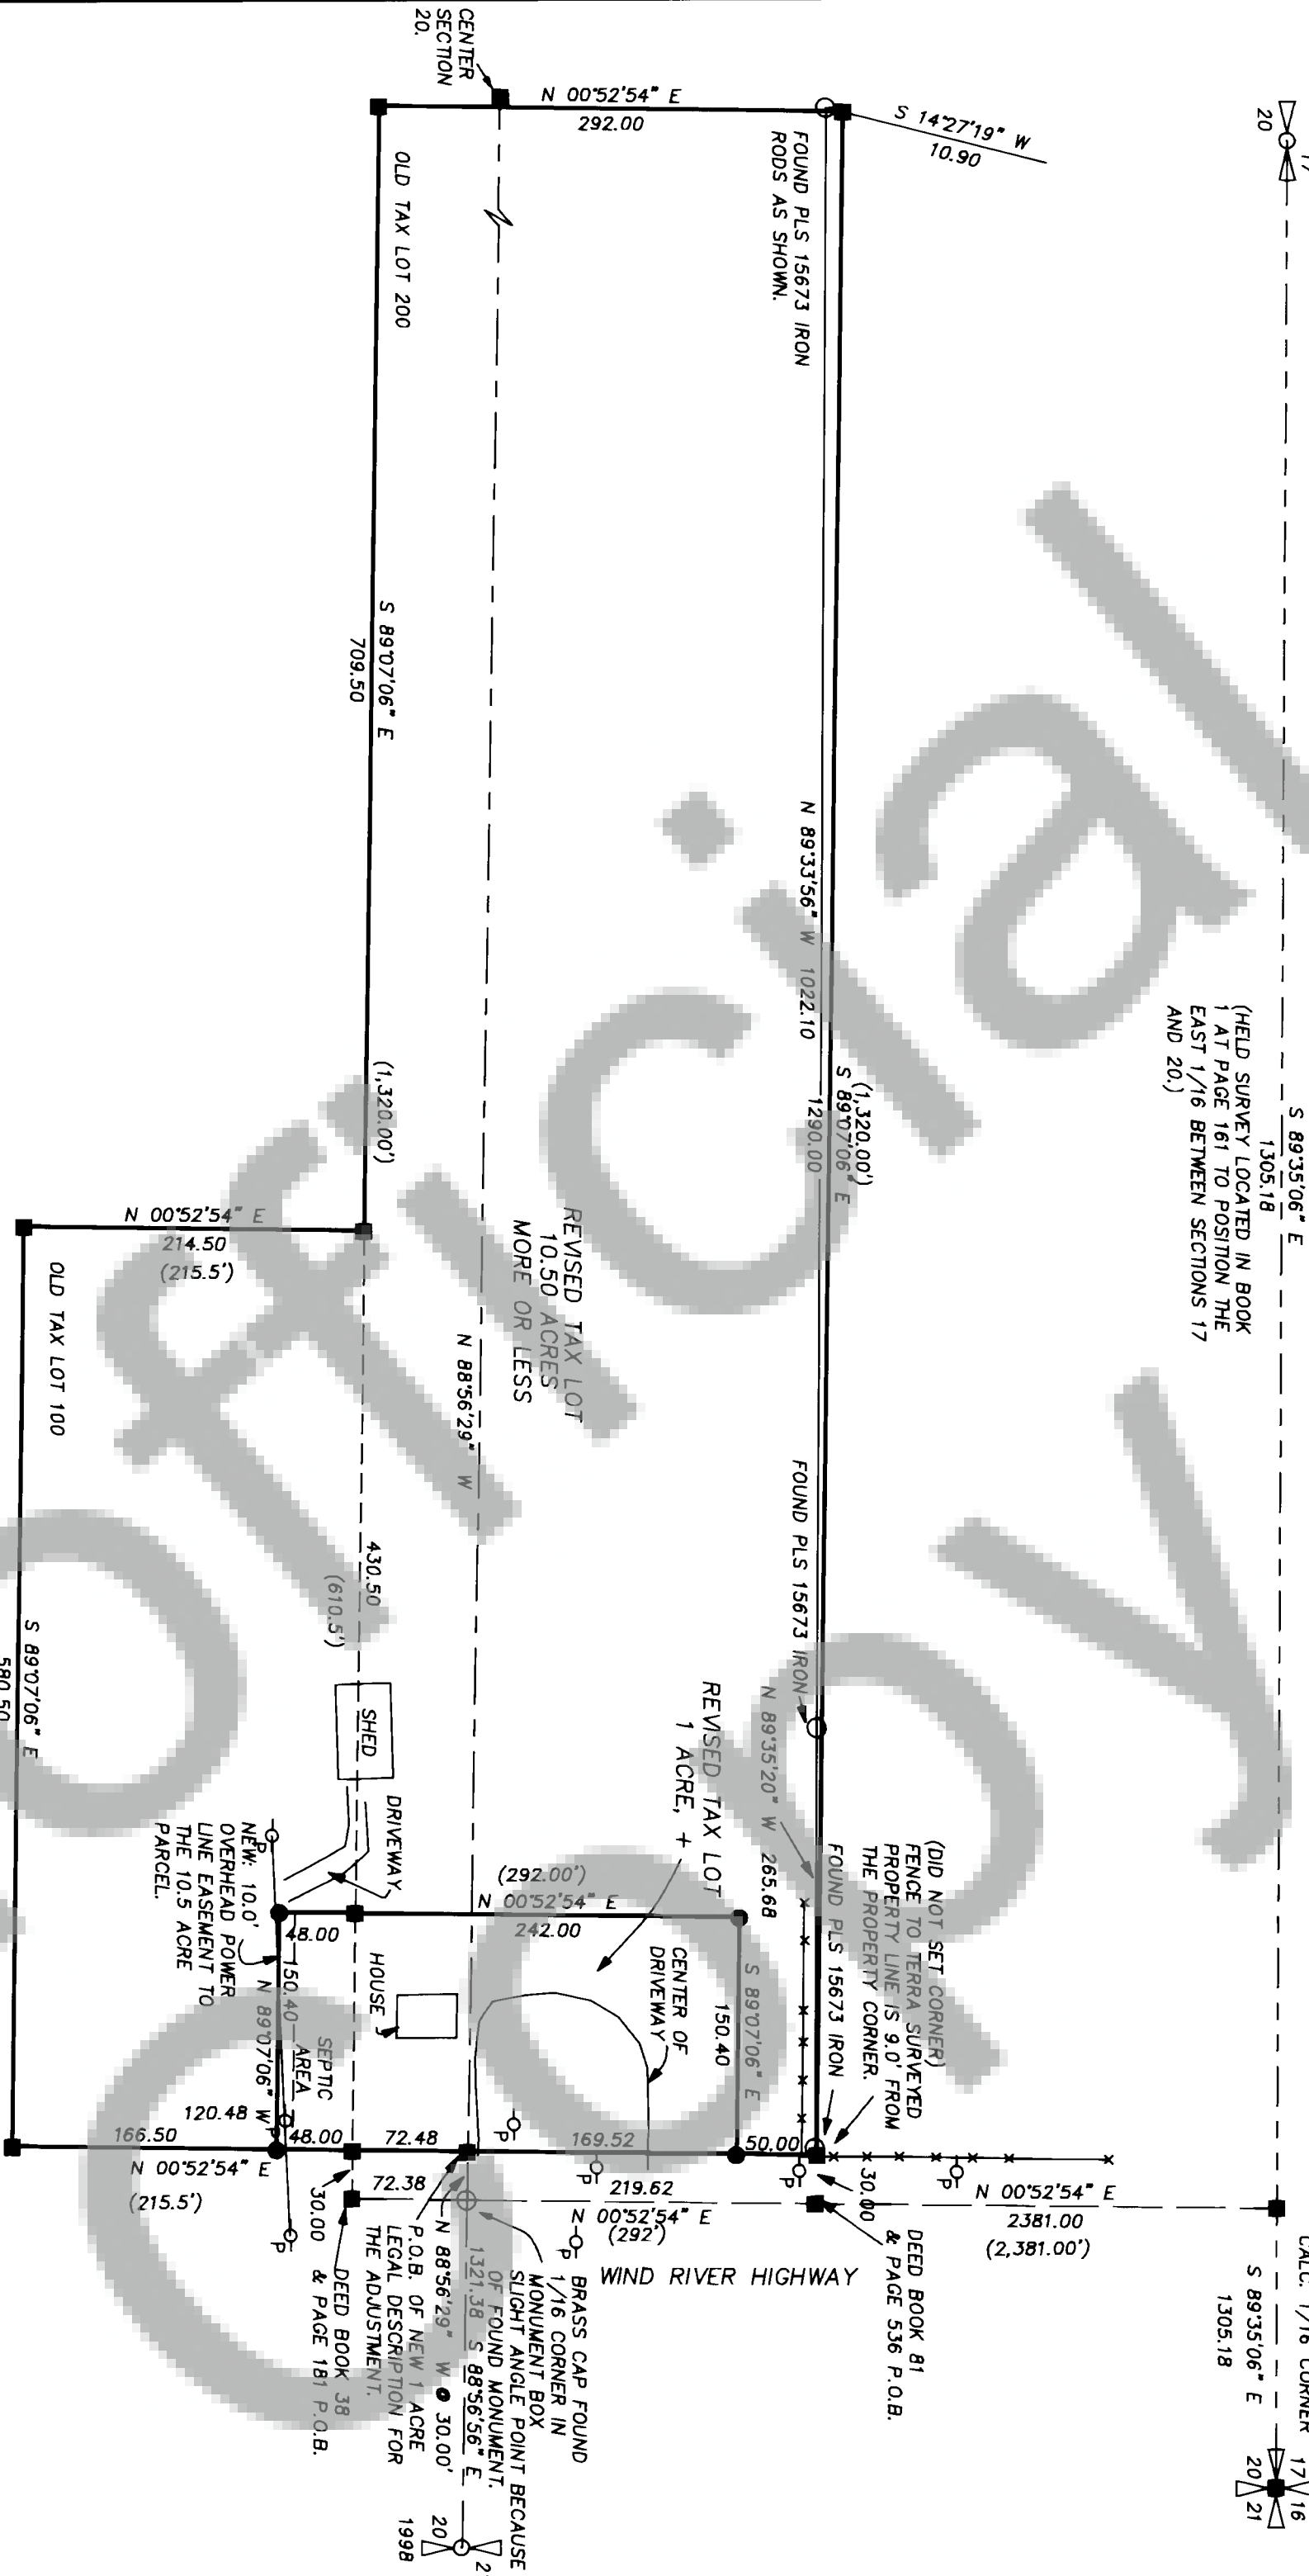 CENTER
SECTION
20.
N 00°52'54" E
292.00
S 14°27'19" W
10.90
20
FOUND PLS 15673 IRON
RODS AS SHOWN.
OLD TAX LOT 200
S 89°07'06" E
709.50
(1,320.00')
N 89°33'56" W 1022.10
(1,320.00')
S 89°07'06" E
1290.00
S 89°35'06" E
1305.18
(HELD SURVEY LOCATED IN BOOK
1 AT PAGE 161 TO POSITION THE
EAST 1/16 BETWEEN SECTIONS 17
AND 20.)
N 00°52'54" E
214.50
(215.5')
OLD TAX LOT 100
REVISED TAX LOT
10.50 ACRES
MORE OR LESS
N 88°56'29" W
430.50
(610.5')
S 89°07'06" E
580.50
FOUND PLS 15673 IRON
N 89°35'20" W 265.68
REVISED TAX LOT
1 ACRE, +
SHED
DRIVEWAY
NEW: 10.0'
OVERHEAD POWER
LINE EASEMENT TO
THE 10.5 ACRE
PARCEL.
P
(292.00')
N 00°52'54" E
242.00
48.00
HOUSE
CENTER OF
DRIVEWAY
S 89°07'06" E
150.40
150.40
N 89°07'06" W
SEPTIC
AREA
(DID NOT SET CORNER)
FENCE TO TERRA SURVEYED
PROPERTY LINE IS 9.0' FROM
THE PROPERTY CORNER.
FOUND PLS 15673 IRON
120.48
P
166.50
48.00
72.48
169.52
50.00
N 00°52'54" E
(215.5')
72.38
219.62
N 00°52'54" E
(292')
P
P
P
P
P
P
30.00
30.00
N 00°52'54" E
2381.00
(2,381.00')
WIND RIVER HIGHWAY
DEED BOOK 81
& PAGE 536 P.O.B.
DEED BOOK 38
& PAGE 181 P.O.B.
N 88°56'29" W @ 30.00'
P.O.B. OF NEW 1 ACRE
LEGAL DESCRIPTION FOR
THE ADJUSTMENT.
1321.38 S 88°56'56" E
BRASS CAP FOUND
1/16 CORNER IN
MONUMENT BOX
SLIGHT ANGLE POINT BECAUSE
OF FOUND MONUMENT.
20
1998
CALC. 1/16 CORNER
S 89°35'06" E
1305.18
17 16
20 21
Unofficial
Copy